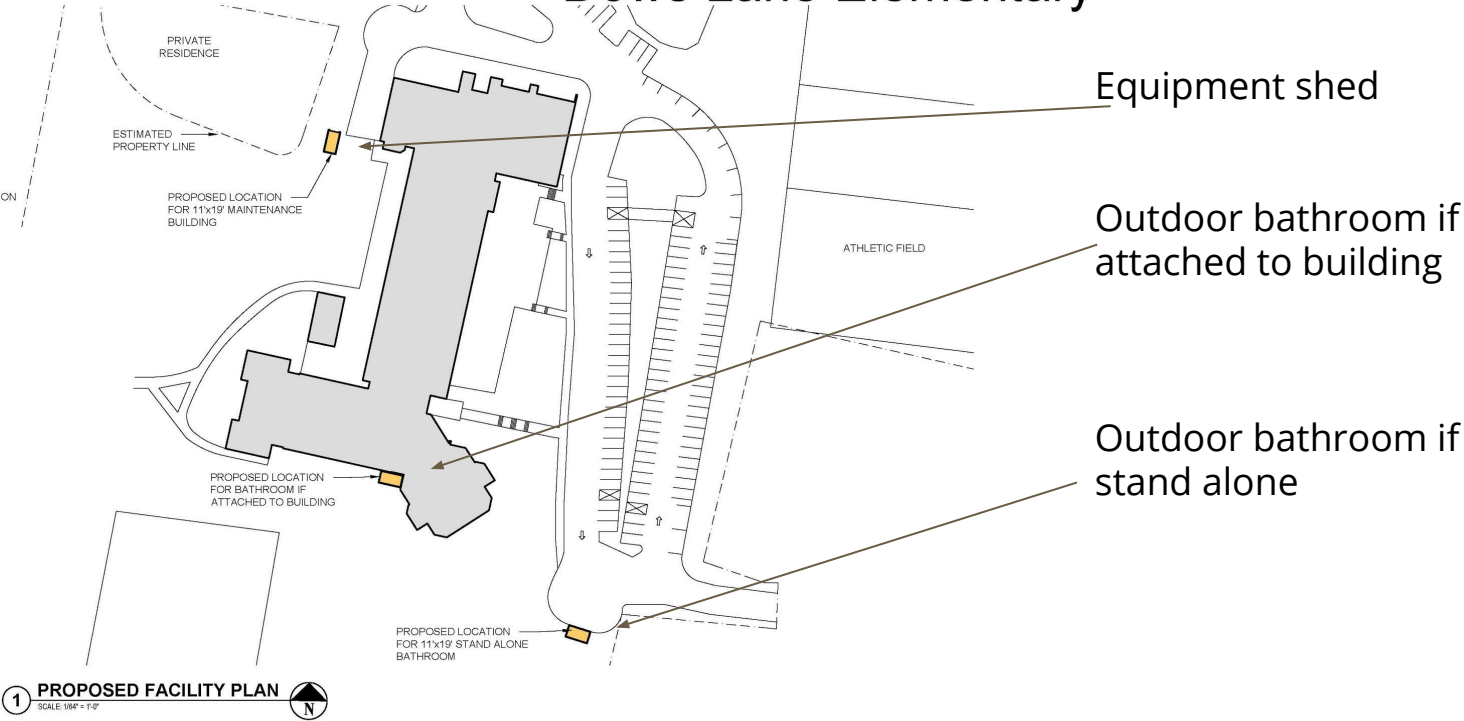 Dows Lane Elementary
PRIVATE
RESIDENCE
ESTIMATED
PROPERTY LINE
ON
PROPOSED LOCATION
FOR 11'x19' MAINTENANCE
BUILDING
Equipment shed
Outdoor bathroom if
attached to building
ATHLETIC FIELD
Outdoor bathroom if
stand alone
PROPOSED LOCATION
FOR BATHROOM IF
ATTACHED TO BUILDING
PROPOSED LOCATION
FOR 11'x19' STAND ALONE
BATHROOM
1 PROPOSED FACILITY PLAN
SCALE: 1/64" = 1'-0"
N